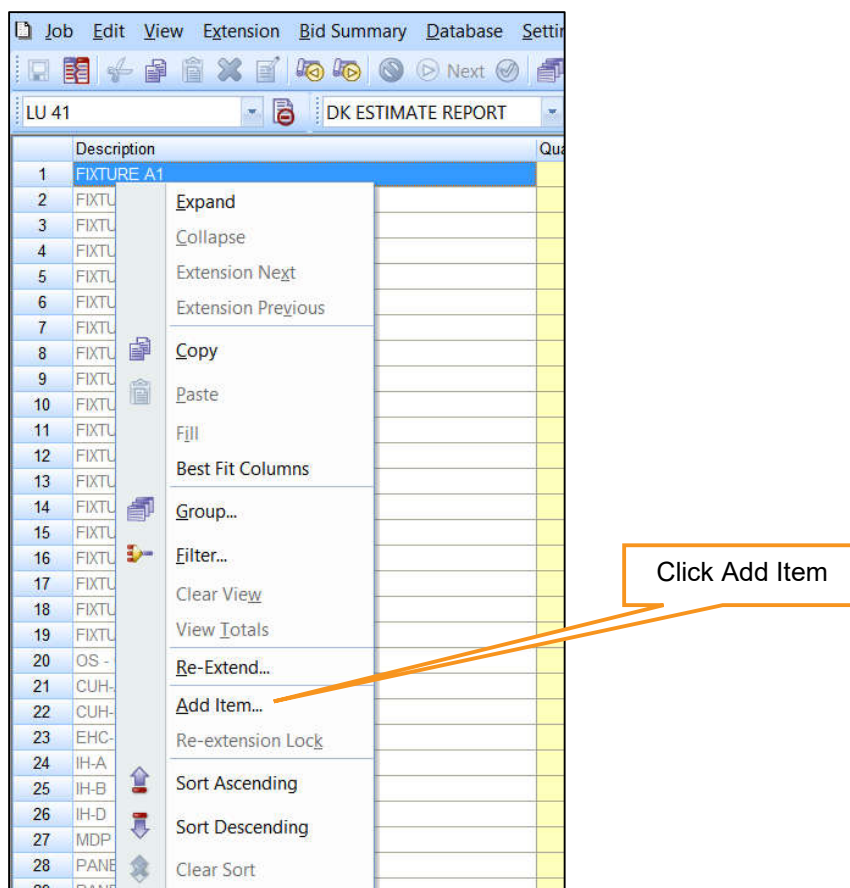 Job Edit View Extension Bid Summary Database Settin
Next
LU 41 DK ESTIMATE REPORT
Description Qua
1 FIXTURE A1
2 FIXTU
3 FIXTU
4 FIXTU
5 FIXTU
6 FIXTU
7 FIXTU
8 FIXTU
9 FIXTU
10 FIXTU
11 FIXTU
12 FIXTU
13 FIXTU
14 FIXTU
15 FIXTU
16 FIXTU
17 FIXTU
18 FIXTU
19 FIXTU
20 OS -
21 CUH-
22 CUH-
23 EHC-
24 IH-A
25 IH-B
26 IH-D
27 MDP
28 PANE
Expand
Collapse
Extension Next
Extension Previous
Copy
Paste
Fill
Best Fit Columns
Group...
Filter...
Clear View
View Totals
Re-Extend...
Add Item...
Re-extension Lock
Sort Ascending
Sort Descending
Clear Sort
Click Add Item